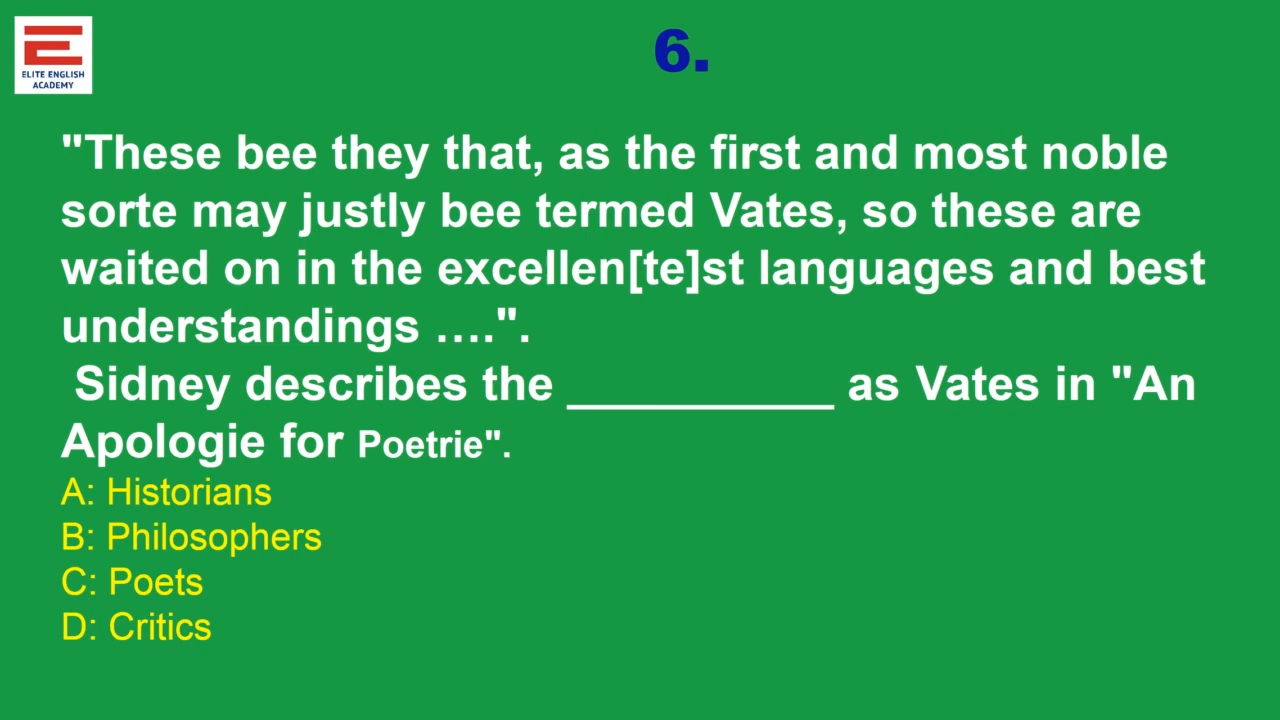 ELITE ENGLISH
ACADEMY
6.
"These bee they that, as the first and most noble
sorte may justly bee termed Vates, so these are
waited on in the excellen[te]st languages and best
understandings ….".
Sidney describes the __________ as Vates in "An
Apologie for Poetrie".
A: Historians
B: Philosophers
C: Poets
D: Critics